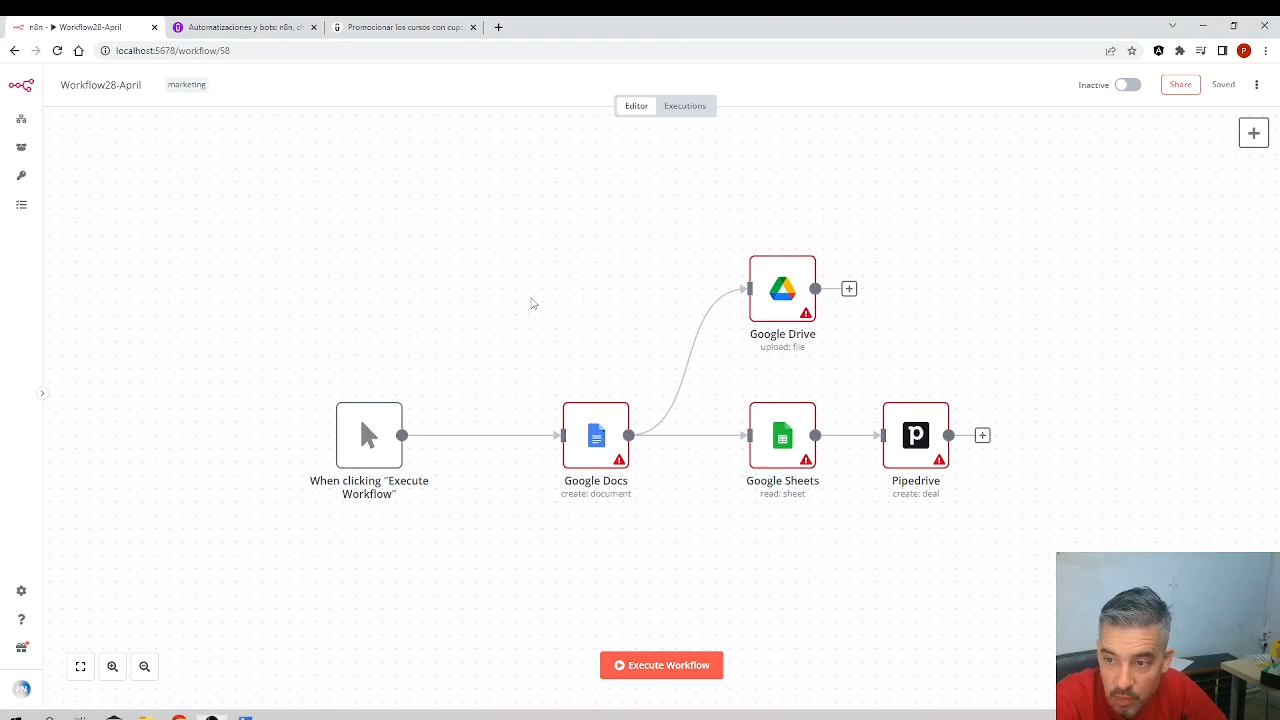 n8n - ▶ Workflow28-April
Automatizaciones y bots: n8n, ch
Promocionar los cursos con cupo
localhost:5678/workflow/58
P
Workflow28-April
marketing
Inactive
Share
Saved
Editor
Executions
Google Drive
upload: file
When clicking "Execute
Workflow"
Google Docs
create: document
Google Sheets
read: sheet
Pipedrive
create: deal
Execute Workflow
PN